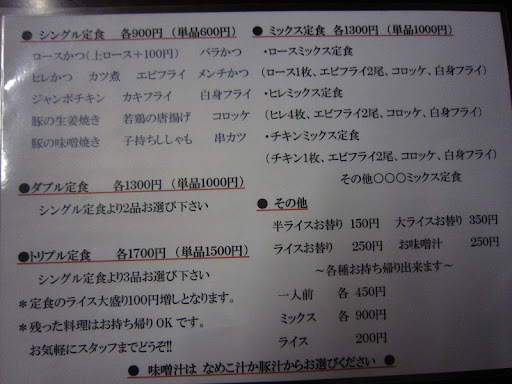 ● シングル定食 各900円 (単品600円)
ロースかつ(上ロース+100円) バラかつ
ヒレかつ カツ煮 エビフライ メンチかつ
ジャンボチキン カキフライ 白身フライ
豚の生姜焼き 若鶏の唐揚げ コロッケ
豚の味噌焼き 子持ちししゃも 串カツ
●ダブル定食 各1300円 (単品1000円)
シングル定食より2品お選び下さい
●トリプル定食 各1700円 (単品1500円)
シングル定食より3品お選び下さい
*定食のライス大盛り100円増しとなります。
*残った料理はお持ち帰りOKです。
お気軽にスタッフまでどうぞ!!
● ミックス定食 各1300円 (単品1000円)
・ロースミックス定食
(ロース1枚、エビフライ2尾、コロッケ、白身フライ)
・ヒレミックス定食
(ヒレ4枚、エビフライ2尾、コロッケ、白身フライ)
・チキンミックス定食
(チキン1枚、エビフライ2尾、コロッケ、白身フライ)
その他○○○ミックス定食
● その他
半ライスお替り 150円 大ライスお替り 350円
ライスお替り 250円 お味噌汁 250円
～各種お持ち帰り出来ます～
一人前 各 450円
ミックス 各 900円
ライス 200円
● 味噌汁は なめこ汁か豚汁からお選びください ●